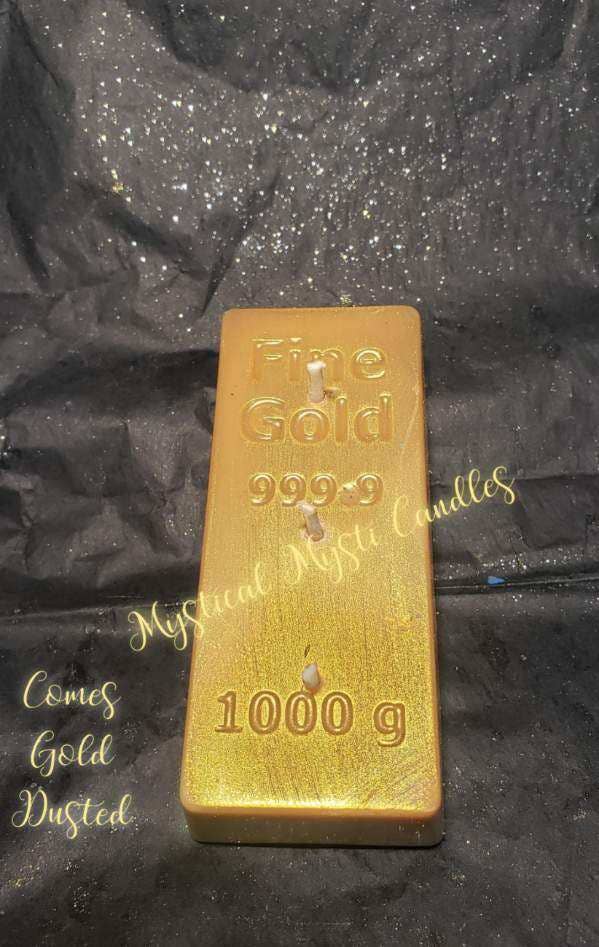 Fine
Gold
999.9
Mystical Mysti Candles
1000 g
Comes
Gold
Dusted